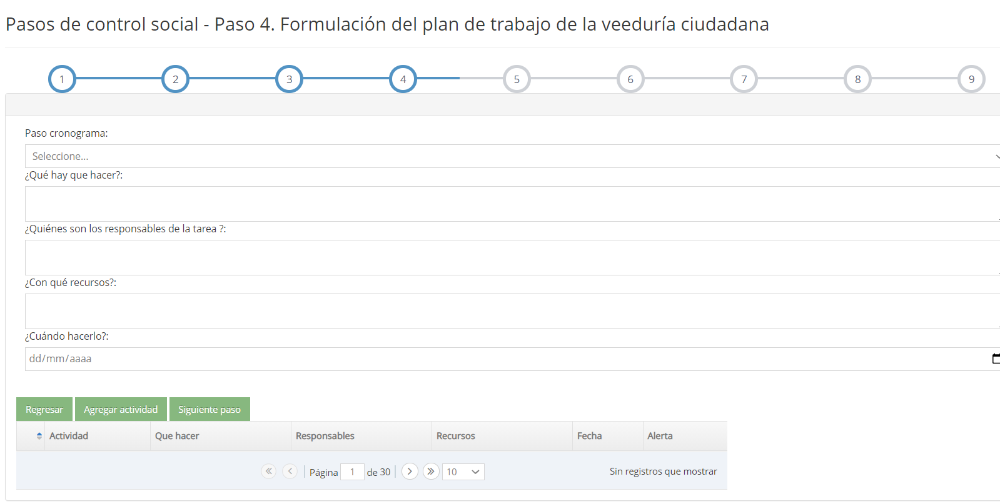 Pasos de control social - Paso 4. Formulación del plan de trabajo de la veeduría ciudadana
1 2 3 4 5 6 7 8 9
Paso cronograma:
Seleccione...
¿Qué hay que hacer?:
¿Quiénes son los responsables de la tarea ?:
¿Con qué recursos?:
¿Cuándo hacerlo?:
dd/mm/aaaa
Regresar Agregar actividad Siguiente paso
Actividad Que hacer Responsables Recursos Fecha Alerta
Página 1 de 30 10 Sin registros que mostrar